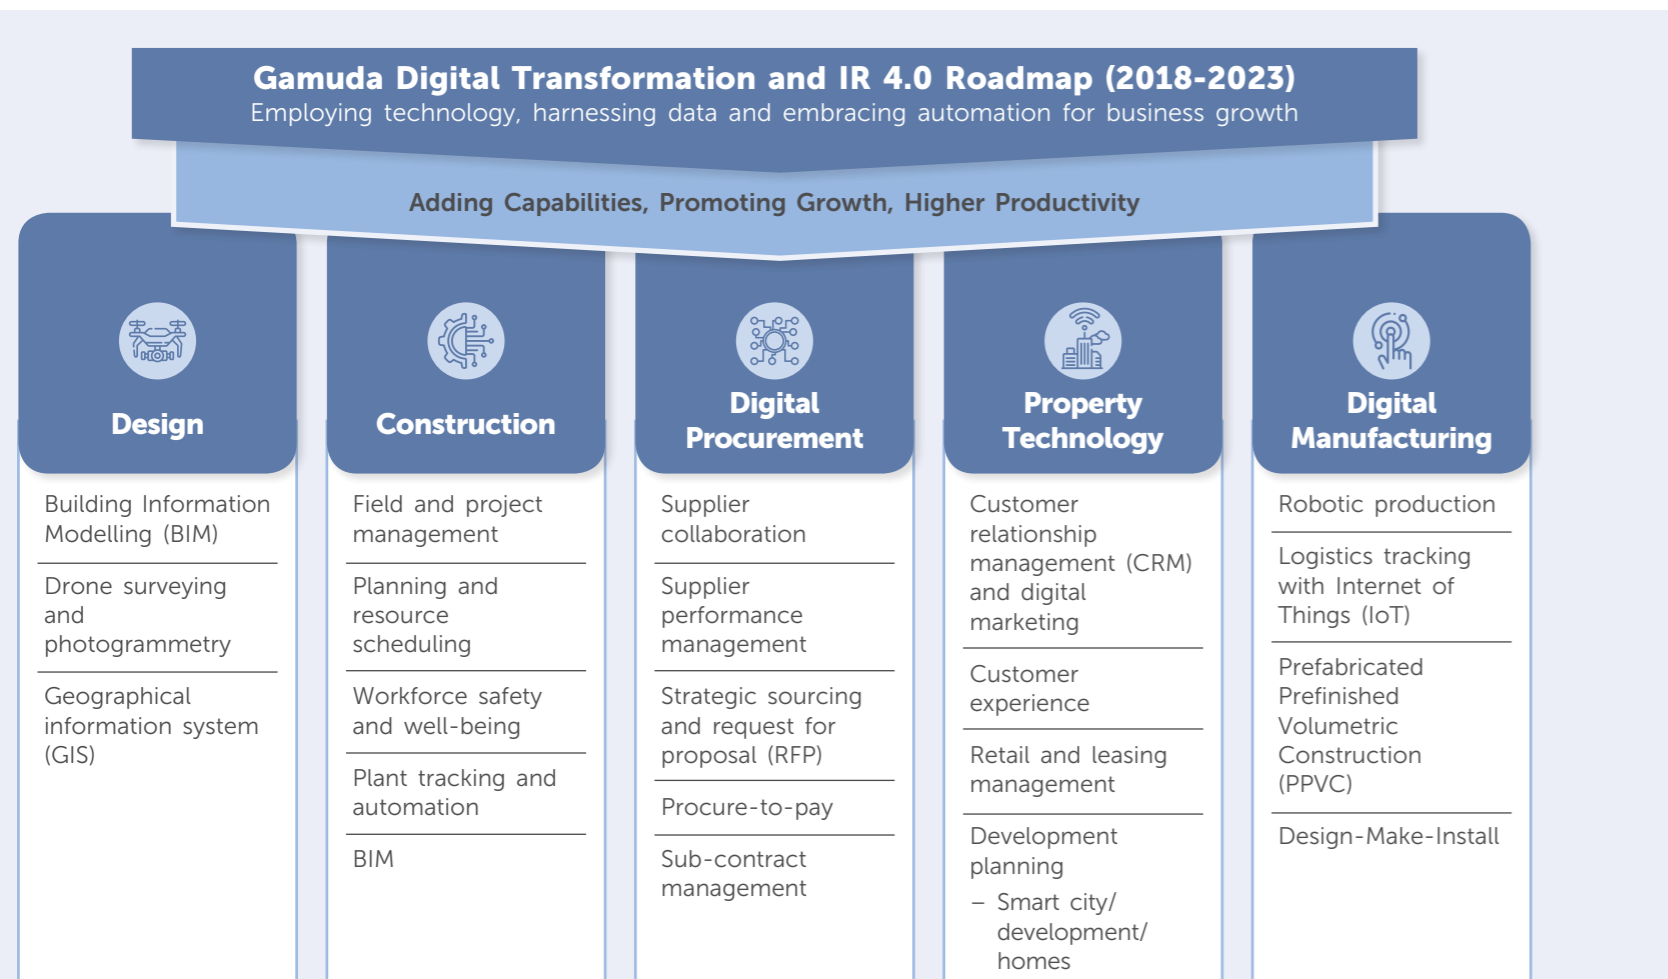 Gamuda Digital Transformation and IR 4.0 Roadmap (2018-2023)
Employing technology, harnessing data and embracing automation for business growth
Adding Capabilities, Promoting Growth, Higher Productivity
Design
Building Information
Modelling (BIM)
Drone surveying
and
photogrammetry
Geographical
information system
(GIS)
Construction
Field and project
management
Planning and
resource
scheduling
Workforce safety
and well-being
Plant tracking and
automation
BIM
Digital
Procurement
Supplier
collaboration
Supplier
performance
management
Strategic sourcing
and request for
proposal (RFP)
Procure-to-pay
Sub-contract
management
Property
Technology
Customer
relationship
management (CRM)
and digital
marketing
Customer
experience
Retail and leasing
management
Development
planning
– Smart city/
development/
homes
Digital
Manufacturing
Robotic production
Logistics tracking
with Internet of
Things (IoT)
Prefabricated
Prefinished
Volumetric
Construction
(PPVC)
Design-Make-Install